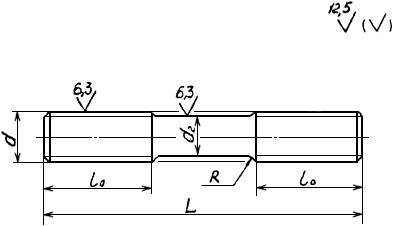 12,5 (√)
6,3 6,3
d d₂
l₀ R l₀
L